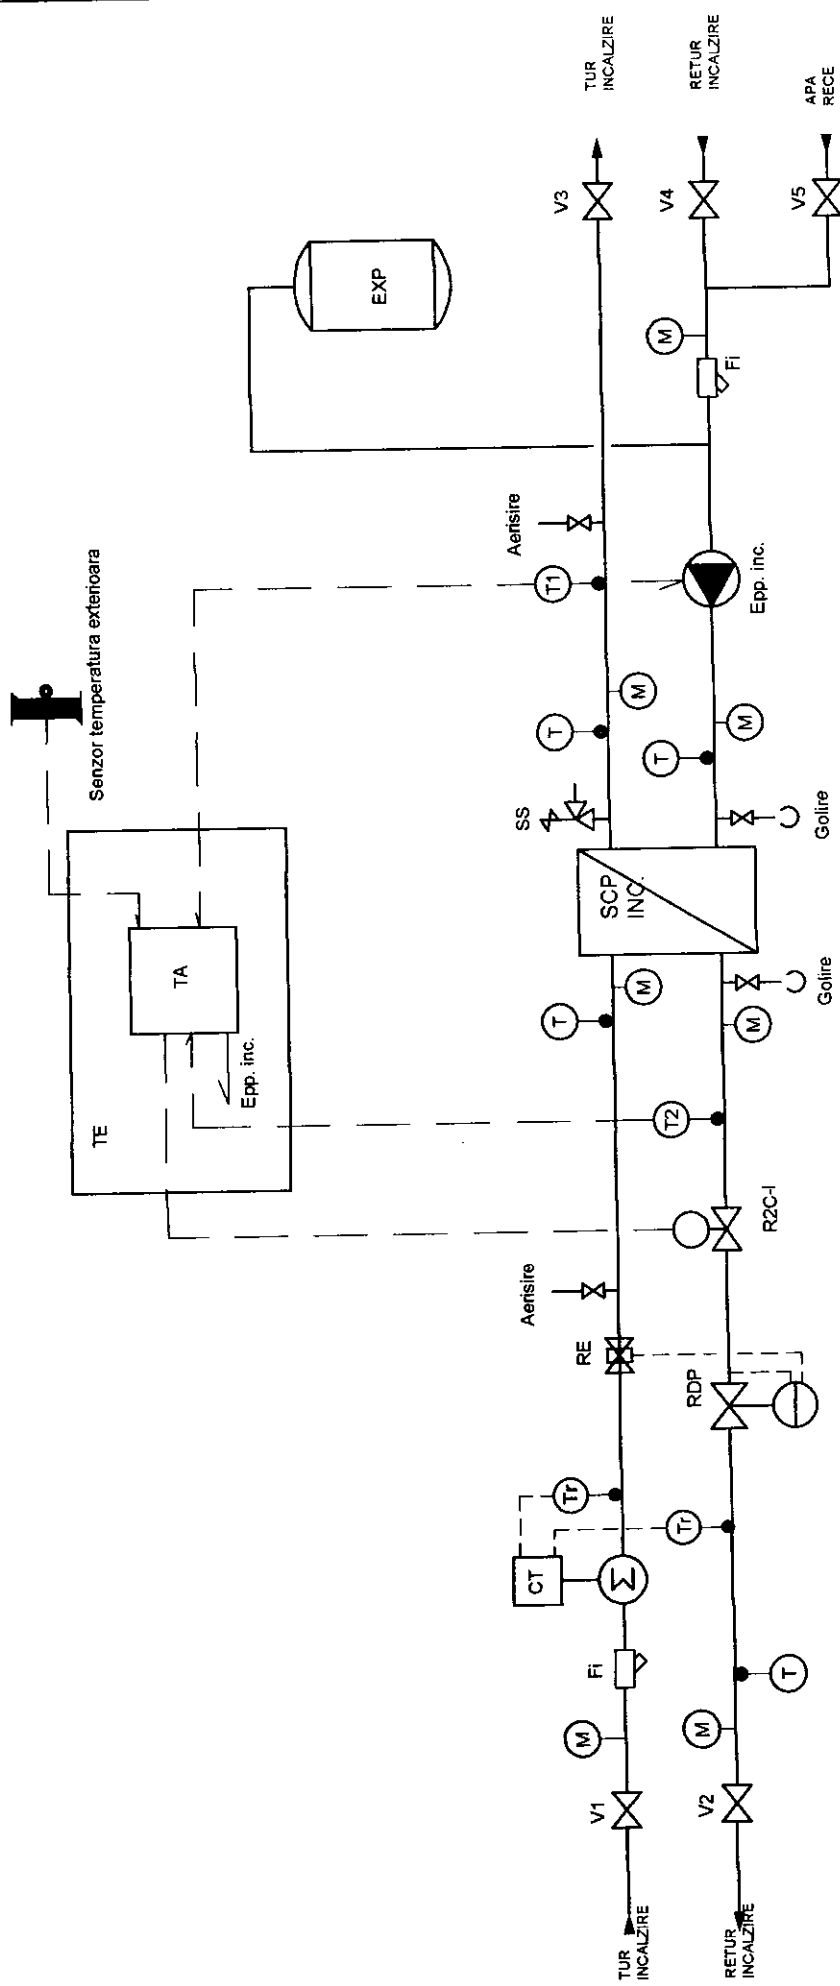 Senzor temperatura exterioara
TE
TA
Epp. inc.
EXP
TUR
INCALZIRE
V1
M
Fi
CT
Σ
Tr
RE
Aerisire
T
M
SCP
INC.
SS
T
M
T1
Aerisire
V3
TUR
INCALZIRE
RETUR
INCALZIRE
V2
M
T
Tr
RDP
R2C-I
T2
M
Golire
Golire
T
M
Epp. inc.
Fi
M
V4
RETUR
INCALZIRE
V5
APA
RECE